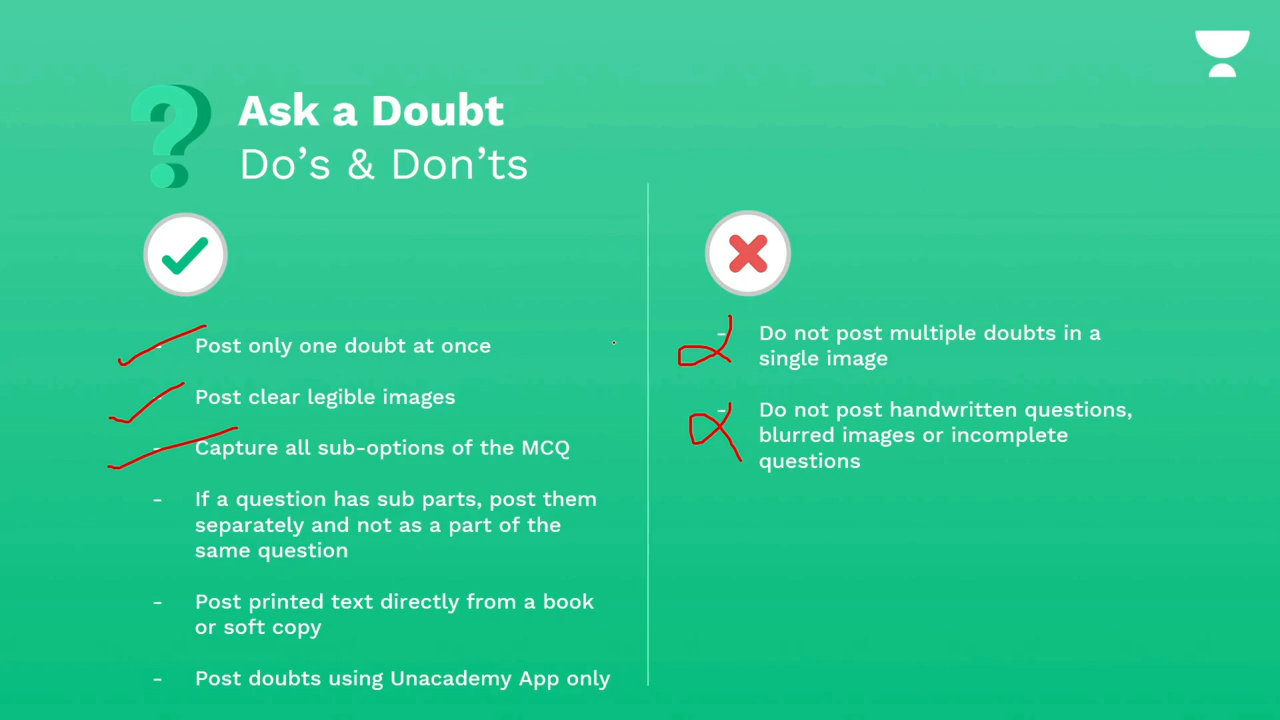 Ask a Doubt
Do’s & Don’ts
- Post only one doubt at once
- Post clear legible images
- Capture all sub-options of the MCQ
- If a question has sub parts, post them
separately and not as a part of the
same question
- Post printed text directly from a book
or soft copy
- Post doubts using Unacademy App only
- Do not post multiple doubts in a
single image
- Do not post handwritten questions,
blurred images or incomplete
questions